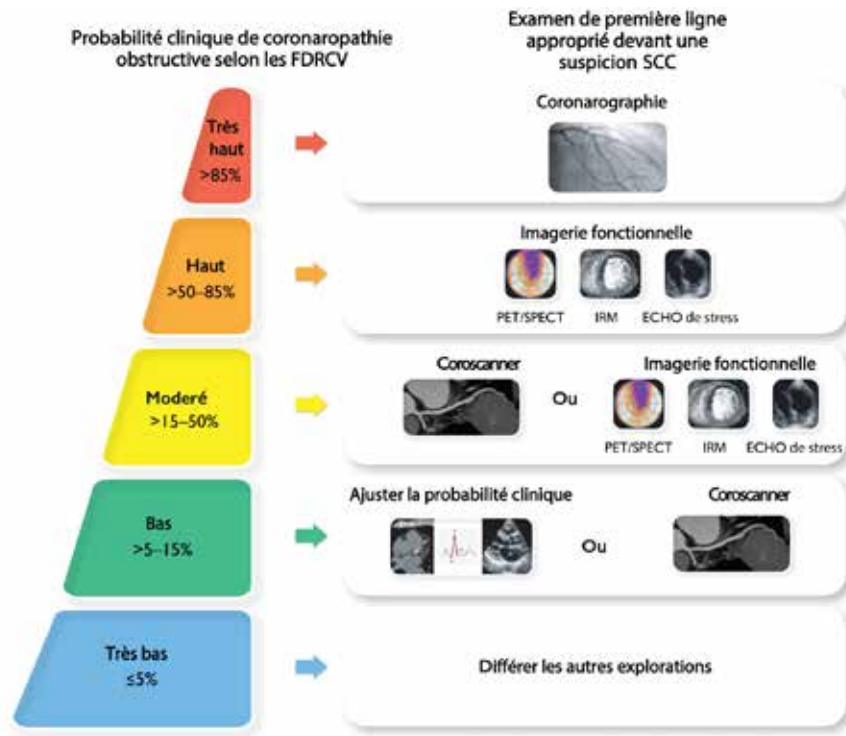 Probabilité clinique de coronaropathie
obstructive selon les FDRCV
Examen de première ligne
approprié devant une
suspicion SCC
Très
haut
>85%
Coronarographie
Haut
>50–85%
Imagerie fonctionnelle
PET/SPECT IRM ECHO de stress
Moderé
>15–50%
Coroscanner
Ou
Imagerie fonctionnelle
PET/SPECT IRM ECHO de stress
Bas
>5–15%
Ajuster la probabilité clinique
Ou
Coroscanner
Très bas
≤5%
Différer les autres explorations